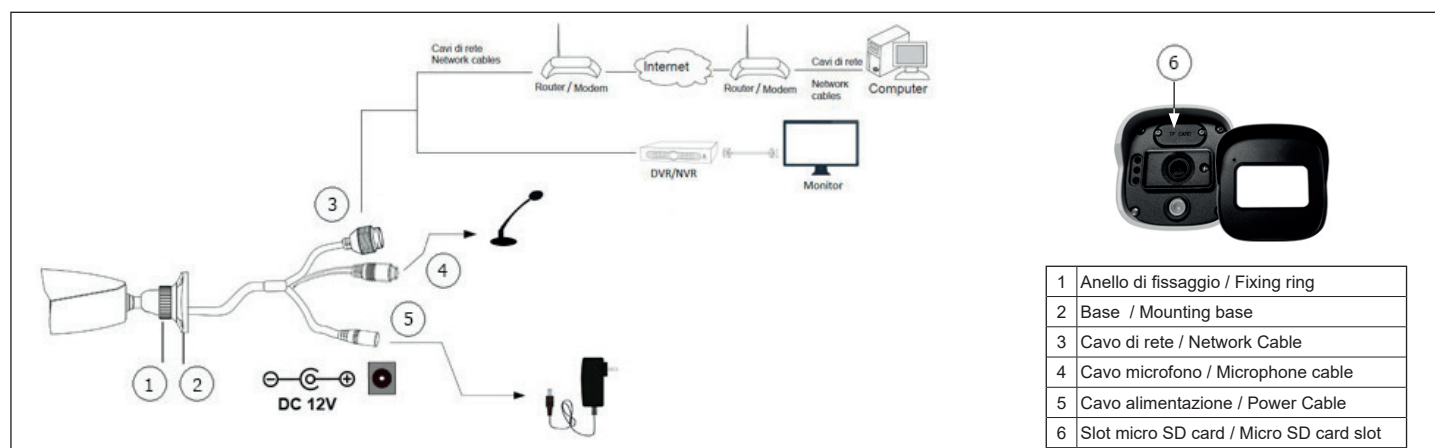 Cavi di rete
Network cables
Router / Modem
Internet
Router / Modem
Cavi di rete
Network
cables
Computer
DVR/NVR
Monitor
3
4
5
1
2
DC 12V
6
TF CARD
1 Anello di fissaggio / Fixing ring
2 Base / Mounting base
3 Cavo di rete / Network Cable
4 Cavo microfono / Microphone cable
5 Cavo alimentazione / Power Cable
6 Slot micro SD card / Micro SD card slot